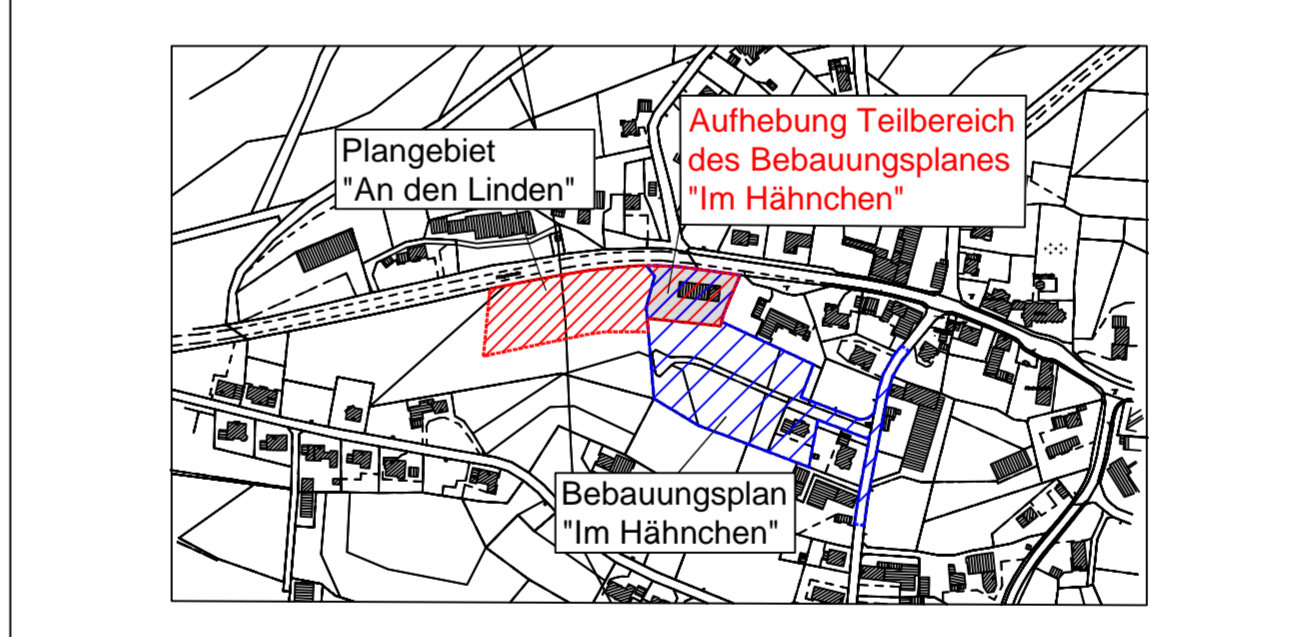 Plangebiet
"An den Linden"
Aufhebung Teilbereich
des Bebauungsplanes
"Im Hähnchen"
Bebauungsplan
"Im Hähnchen"